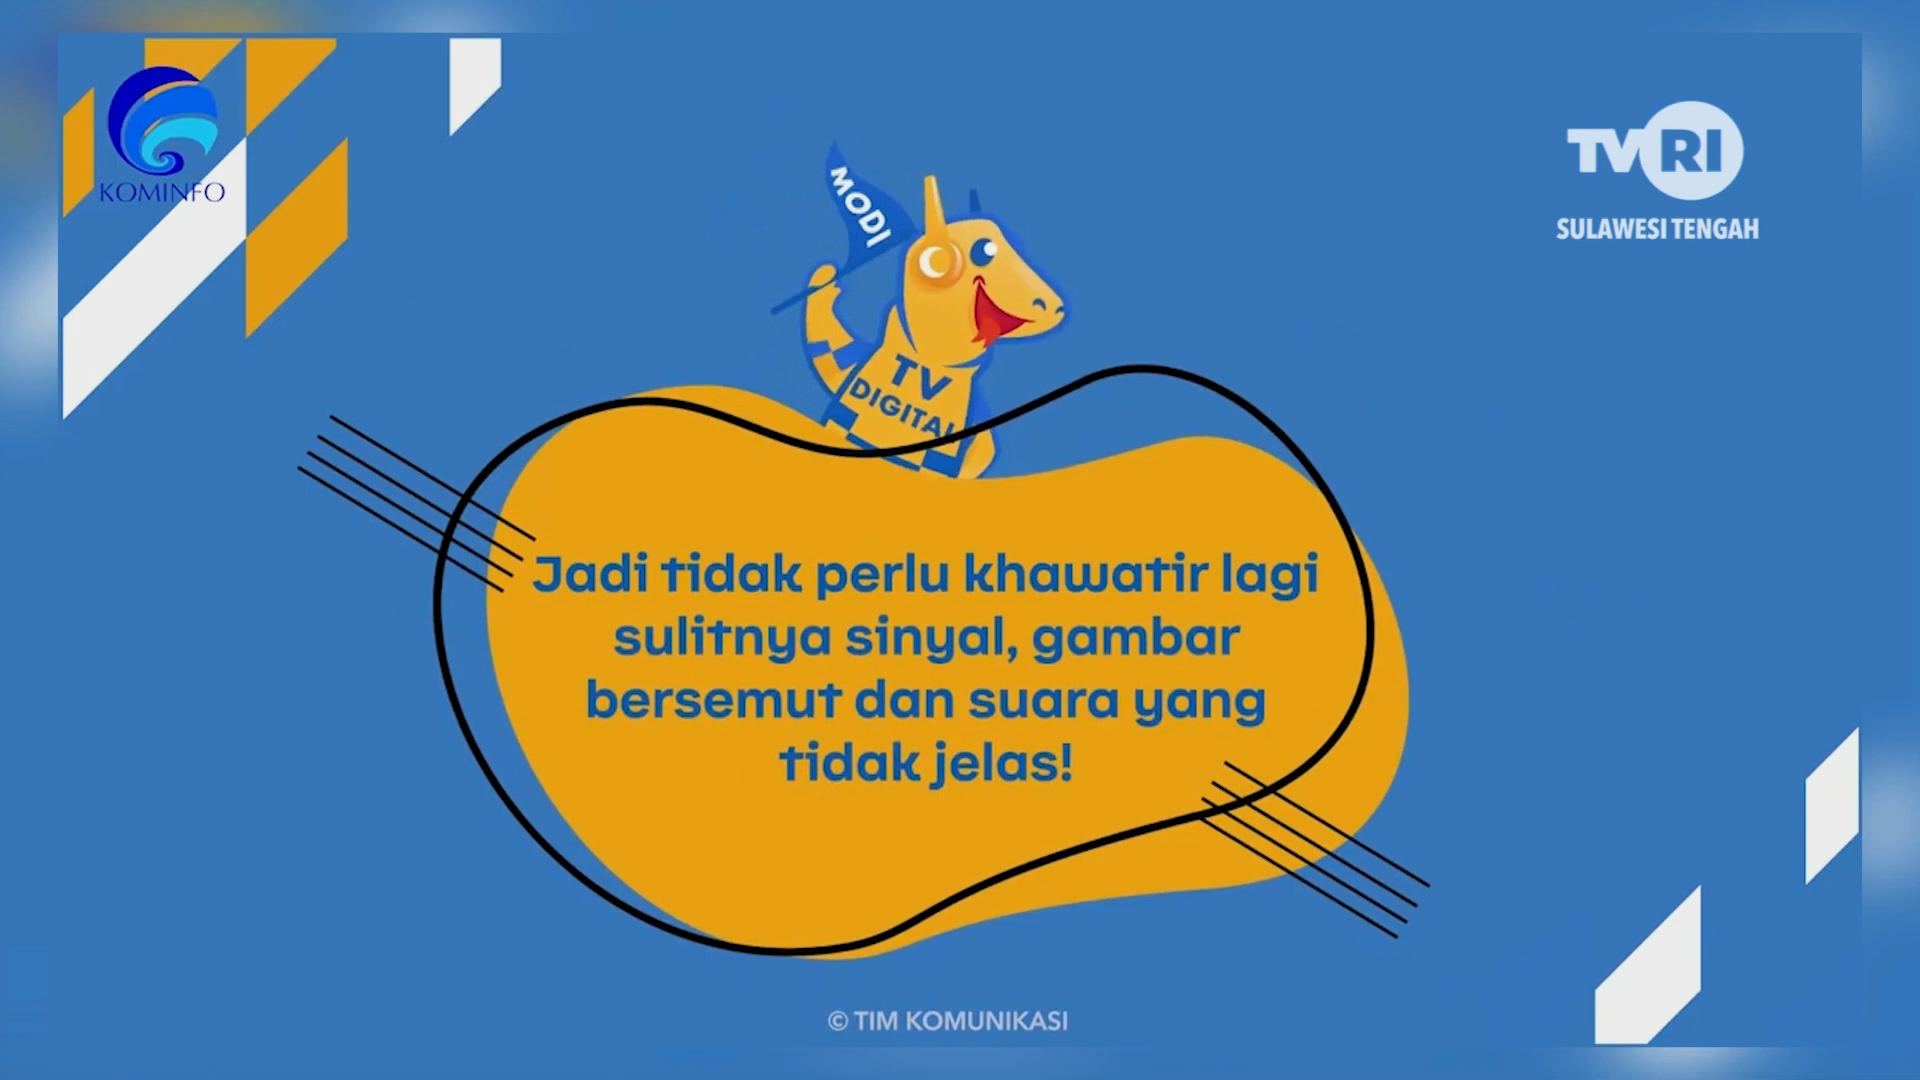 KOMINFO
TVRI
SULAWESI TENGAH
MODI
TV
DIGITAL
Jadi tidak perlu khawatir lagi
sulitnya sinyal, gambar
bersemut dan suara yang
tidak jelas!
© TIM KOMUNIKASI